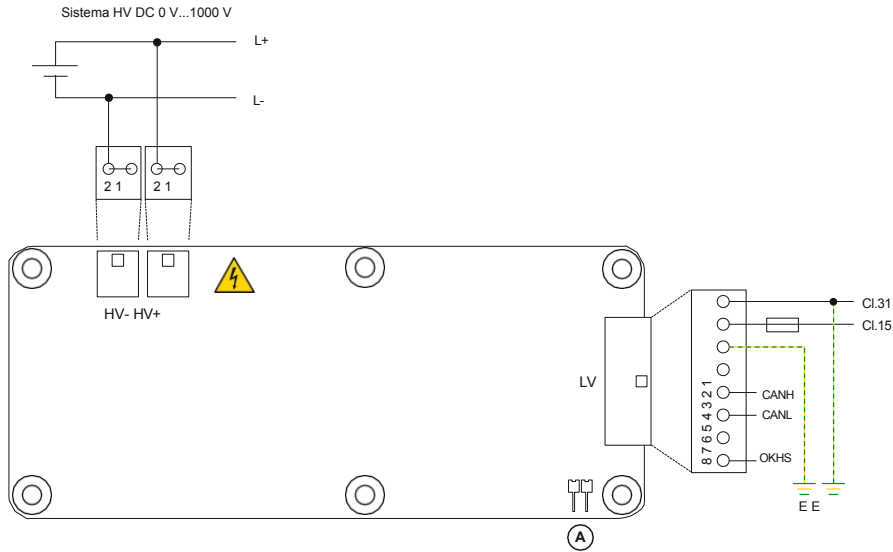 Sistema HV DC 0 V...1000 V
L+
L-
2 1
2 1
HV- HV+
LV
8 7 6 5 4 3 2 1
Cl.31
Cl.15
CANH
CANL
OKHS
E E
A